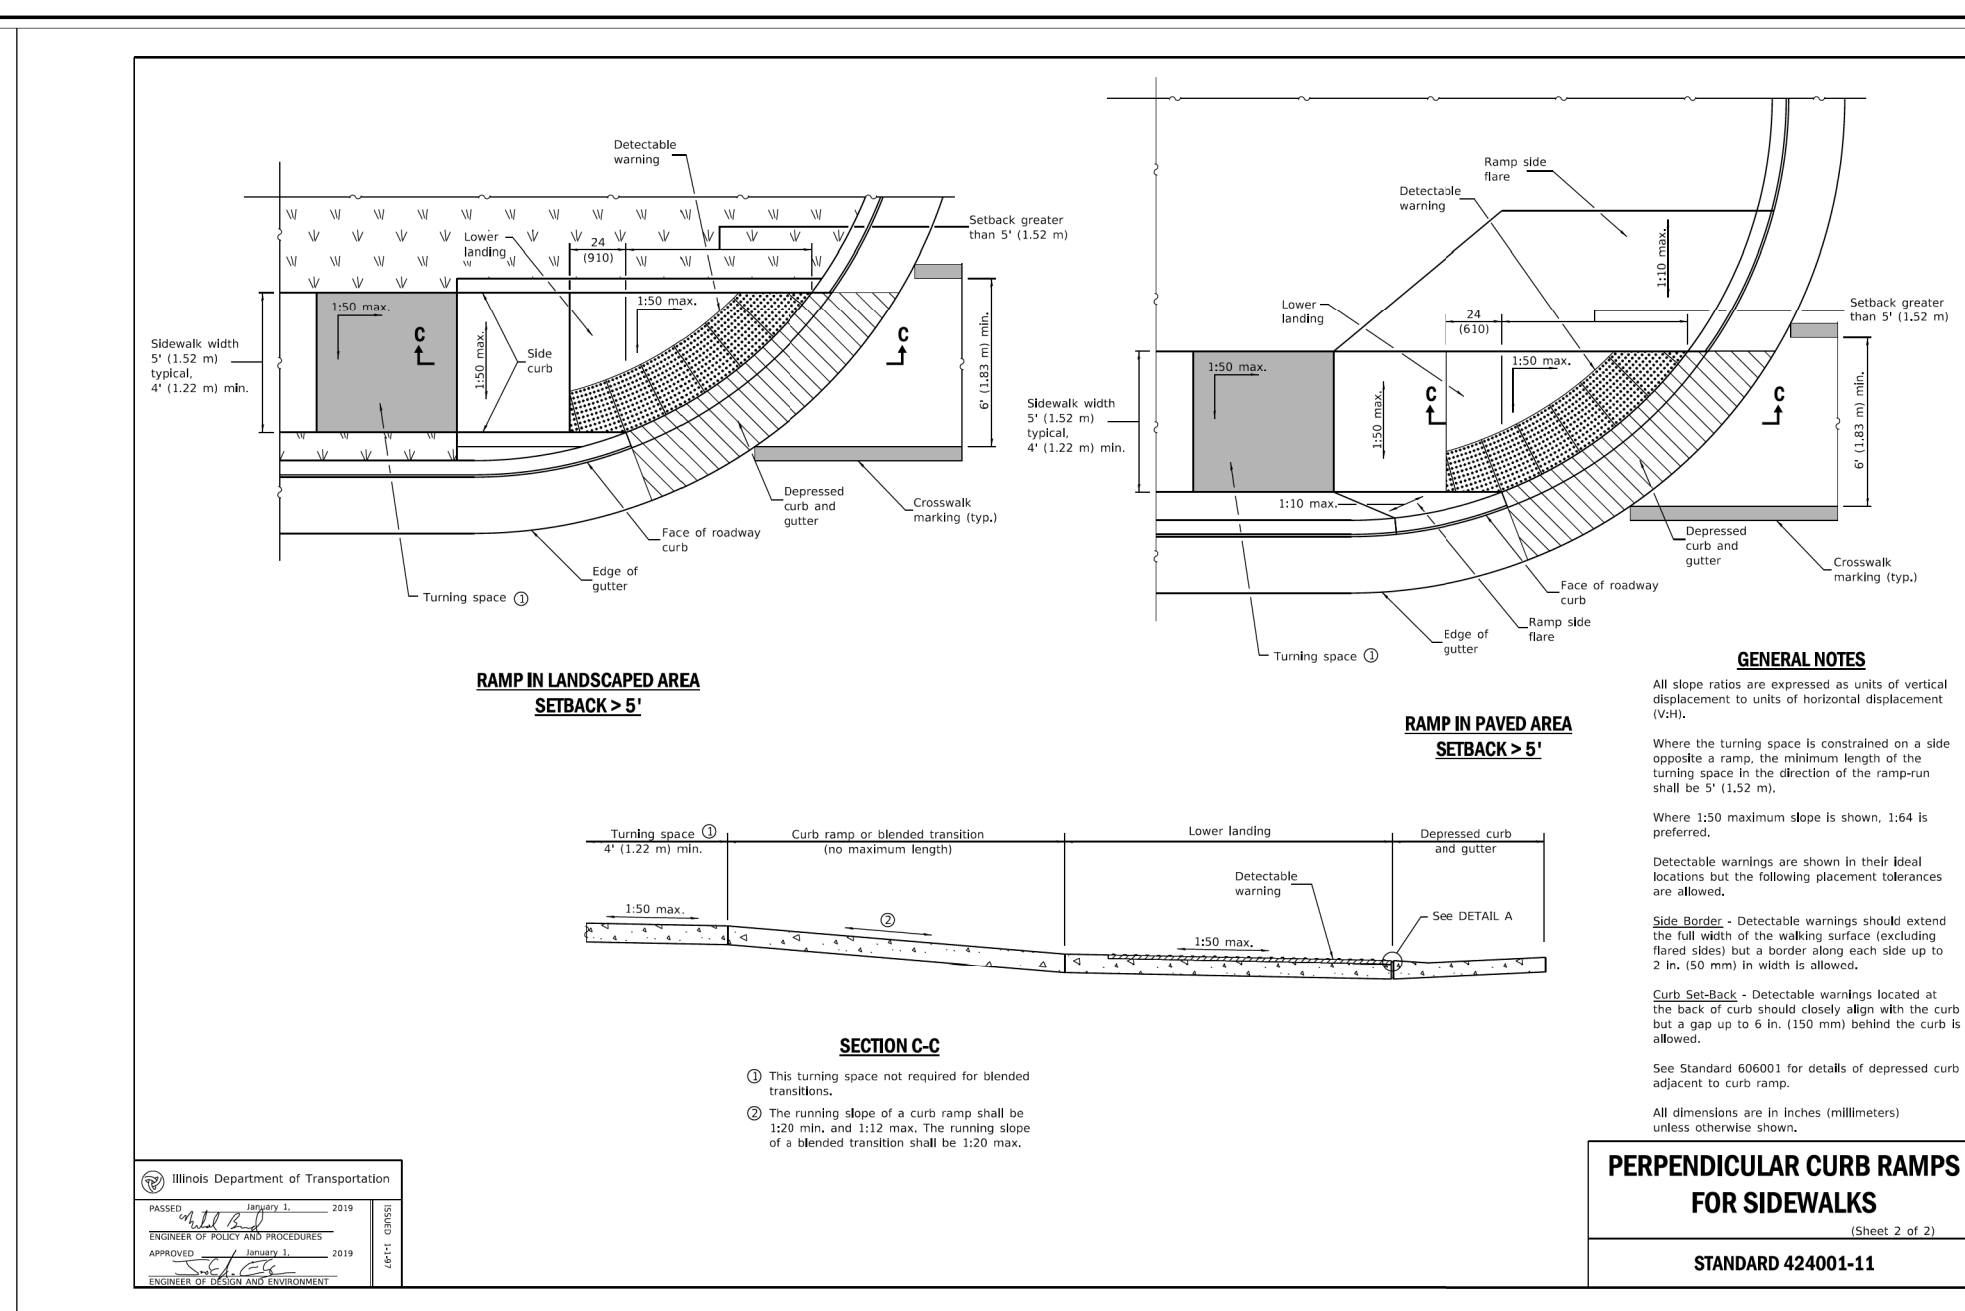 Detectable
warning
Setback greater
than 5' (1.52 m)
Lower
landing
24
(910)
1:50 max.
1:50 max.
1:50 max.
Side
curb
C
C
Sidewalk width
5' (1.52 m)
typical,
4' (1.22 m) min.
6' (1.83 m) min.
Depressed
curb and
gutter
Crosswalk
marking (typ.)
Face of roadway
curb
Edge of
gutter
Turning space ①
RAMP IN LANDSCAPED AREA
SETBACK > 5'
Ramp side
flare
Detectable
warning
1:10 max.
Lower
landing
24
(610)
Setback greater
than 5' (1.52 m)
1:50 max.
1:50 max.
1:50 max.
C
C
Sidewalk width
5' (1.52 m)
typical,
4' (1.22 m) min.
6' (1.83 m) min.
1:10 max.
Depressed
curb and
gutter
Crosswalk
marking (typ.)
Face of roadway
curb
Ramp side
flare
Edge of
gutter
Turning space ①
RAMP IN PAVED AREA
SETBACK > 5'
Turning space ①
4' (1.22 m) min.
Curb ramp or blended transition
(no maximum length)
Lower landing
Depressed curb
and gutter
Detectable
warning
See DETAIL A
1:50 max.
②
1:50 max.
SECTION C-C
① This turning space not required for blended
transitions.
② The running slope of a curb ramp shall be
1:20 min. and 1:12 max. The running slope
of a blended transition shall be 1:20 max.
GENERAL NOTES
All slope ratios are expressed as units of vertical
displacement to units of horizontal displacement
(V:H).
Where the turning space is constrained on a side
opposite a ramp, the minimum length of the
turning space in the direction of the ramp-run
shall be 5' (1.52 m).
Where 1:50 maximum slope is shown, 1:64 is
preferred.
Detectable warnings are shown in their ideal
locations but the following placement tolerances
are allowed.
Side Border - Detectable warnings should extend
the full width of the walking surface (excluding
flared sides) but a border along each side up to
2 in. (50 mm) in width is allowed.
Curb Set-Back - Detectable warnings located at
the back of curb should closely align with the curb
but a gap up to 6 in. (150 mm) behind the curb is
allowed.
See Standard 606001 for details of depressed curb
adjacent to curb ramp.
All dimensions are in inches (millimeters)
unless otherwise shown.
PERPENDICULAR CURB RAMPS
FOR SIDEWALKS
(Sheet 2 of 2)
STANDARD 424001-11
Illinois Department of Transportation
PASSED January 1, 2019
ENGINEER OF POLICY AND PROCEDURES
APPROVED January 1, 2019
ENGINEER OF DESIGN AND ENVIRONMENT
ISSUED 1-1-97